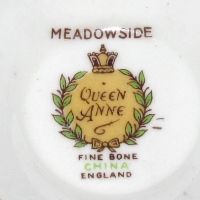 MEADOWSIDE
QUEEN
ANNE
FINE BONE
CHINA
ENGLAND